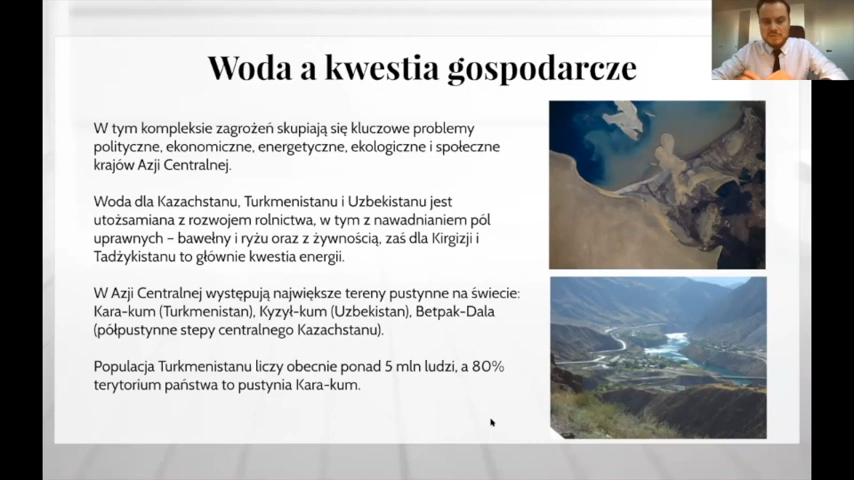 Woda a kwestia gospodarcze
W tym kompleksie zagrożeń skupiają się kluczowe problemy
polityczne, ekonomiczne, energetyczne, ekologiczne i społeczne
krajów Azji Centralnej.
Woda dla Kazachstanu, Turkmenistanu i Uzbekistanu jest
utożsamiana z rozwojem rolnictwa, w tym z nawadnianiem pól
uprawnych – bawełny i ryżu oraz z żywnością, zaś dla Kirgizji i
Tadżykistanu to głównie kwestia energii.
W Azji Centralnej występują największe tereny pustynne na świecie:
Kara-kum (Turkmenistan), Kyzył-kum (Uzbekistan), Betpak-Dala
(półpustynne stepy centralnego Kazachstanu).
Populacja Turkmenistanu liczy obecnie ponad 5 mln ludzi, a 80%
terytorium państwa to pustynia Kara-kum.